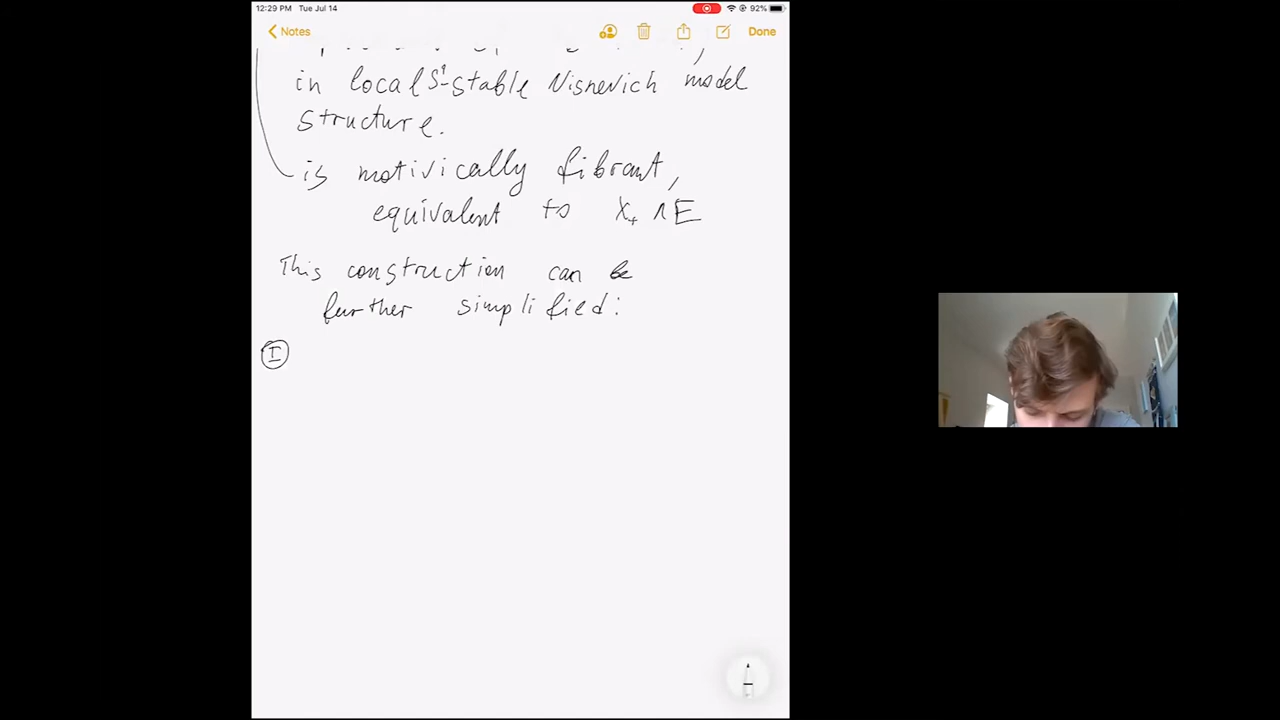 12:29 PM Tue Jul 14 92%
Notes Done
in local S¹-stable Nisnevich model
structure.
is motivically fibrant,
equivalent to X₊ ∧ E
This construction can be
further simplified:
I